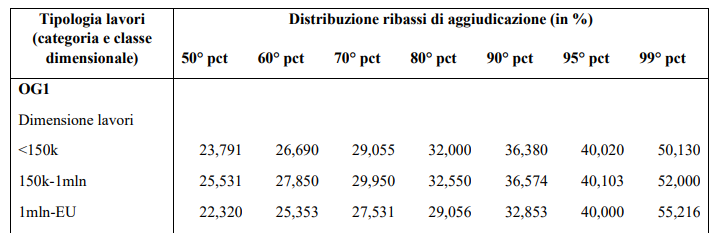 Tipologia lavori (categoria e classe dimensionale) Distribuzione ribassi di aggiudicazione (in %)
50° pct 60° pct 70° pct 80° pct 90° pct 95° pct 99° pct
OG1
Dimensione lavori
<150k 23,791 26,690 29,055 32,000 36,380 40,020 50,130
150k-1mln 25,531 27,850 29,950 32,550 36,574 40,103 52,000
1mln-EU 22,320 25,353 27,531 29,056 32,853 40,000 55,216